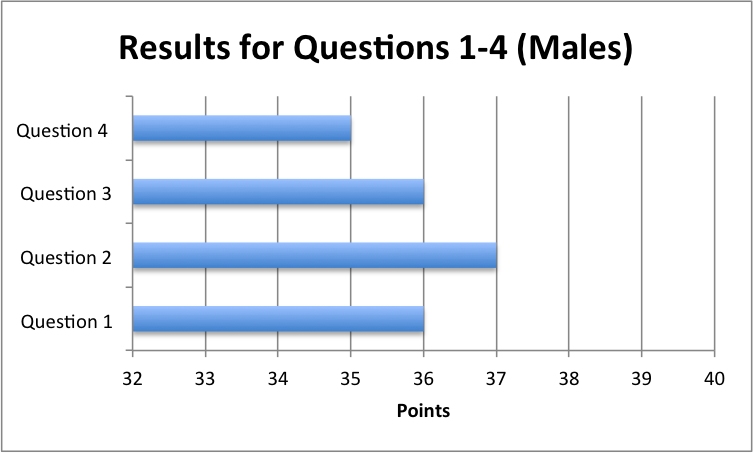 Results for Questions 1-4 (Males)
Question 4
Question 3
Question 2
Question 1
32 33 34 35 36 37 38 39 40
Points